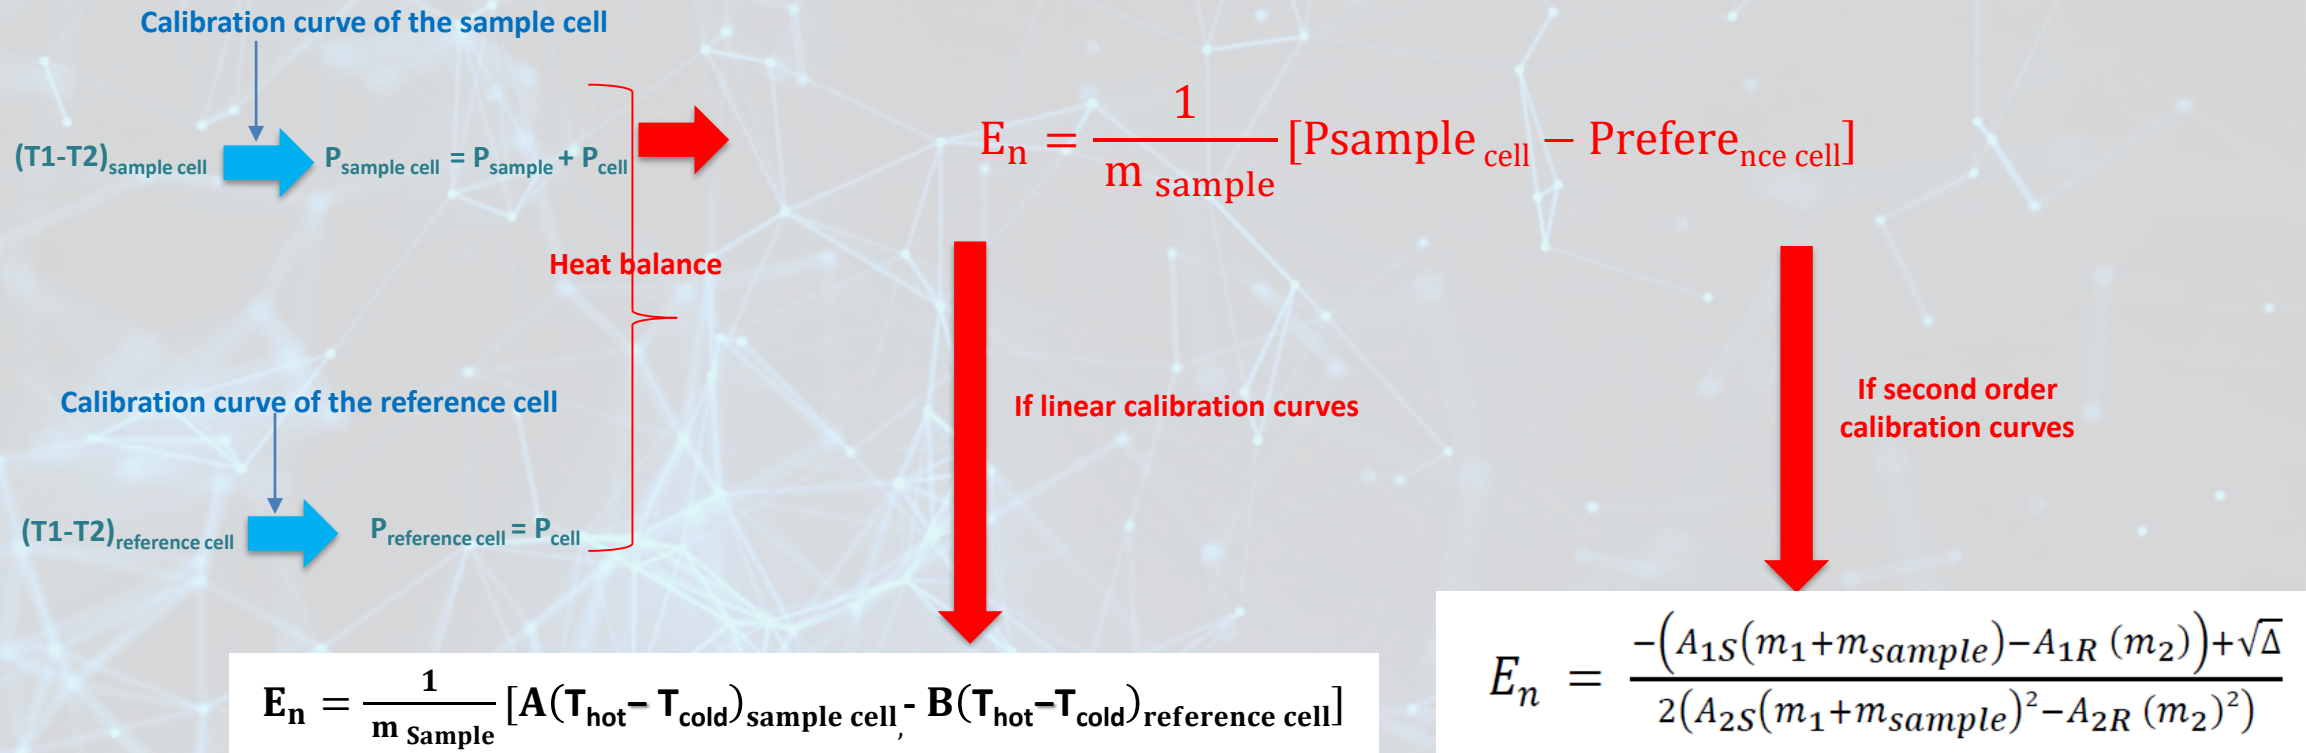 Calibration curve of the sample cell
(T1-T2)sample cell
Psample cell = Psample + Pcell
En = 1/m sample [Psample cell − Preference cell]
Heat balance
Calibration curve of the reference cell
(T1-T2)reference cell
Preference cell = Pcell
If linear calibration curves
If second order
calibration curves
En = 1/m Sample [A(Thot− Tcold)sample cell, - B(Thot−Tcold)reference cell]
En = −(A1S(m1+msample)−A1R (m2))+√Δ / 2(A2S(m1+msample)²−A2R (m2)²)